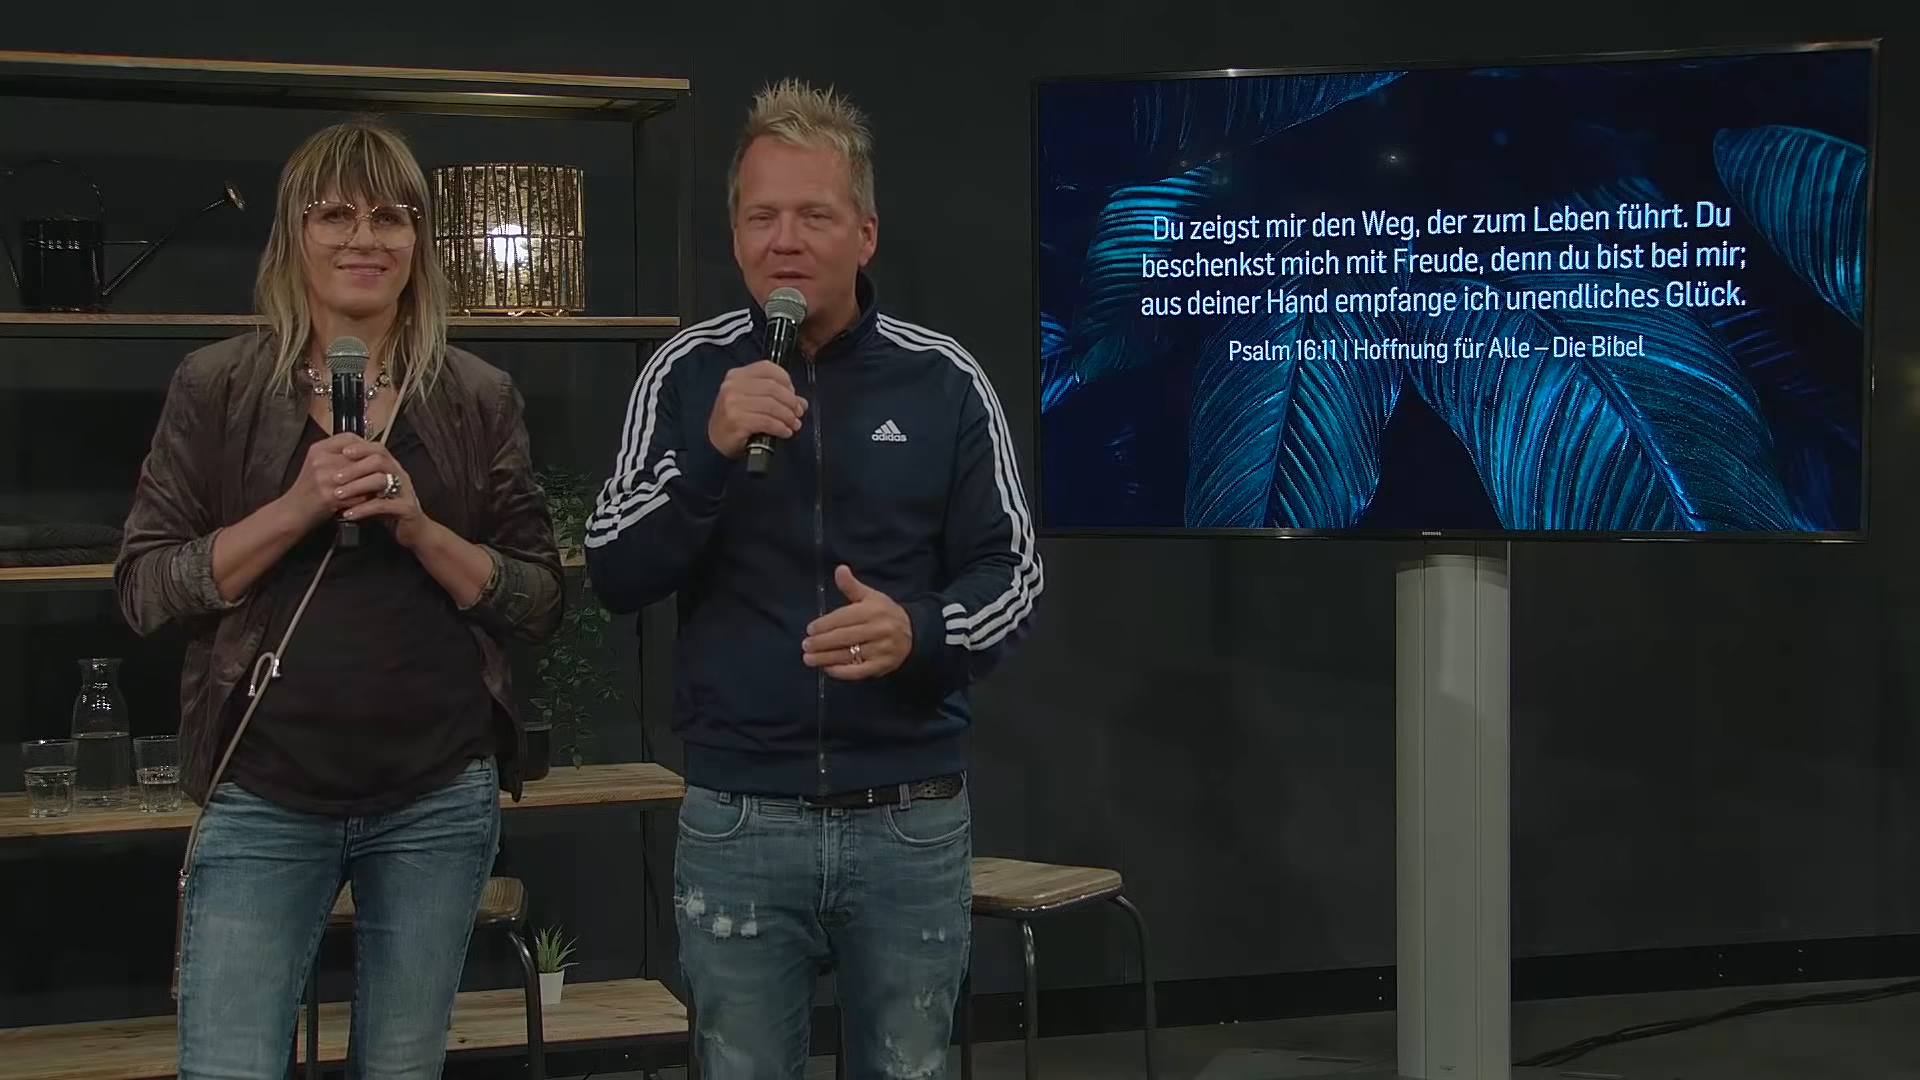 Du zeigst mir den Weg, der zum Leben führt. Du
beschenkst mich mit Freude, denn du bist bei mir;
aus deiner Hand empfange ich unendliches Glück.
Psalm 16:11 | Hoffnung für Alle – Die Bibel
adidas
SAMSUNG